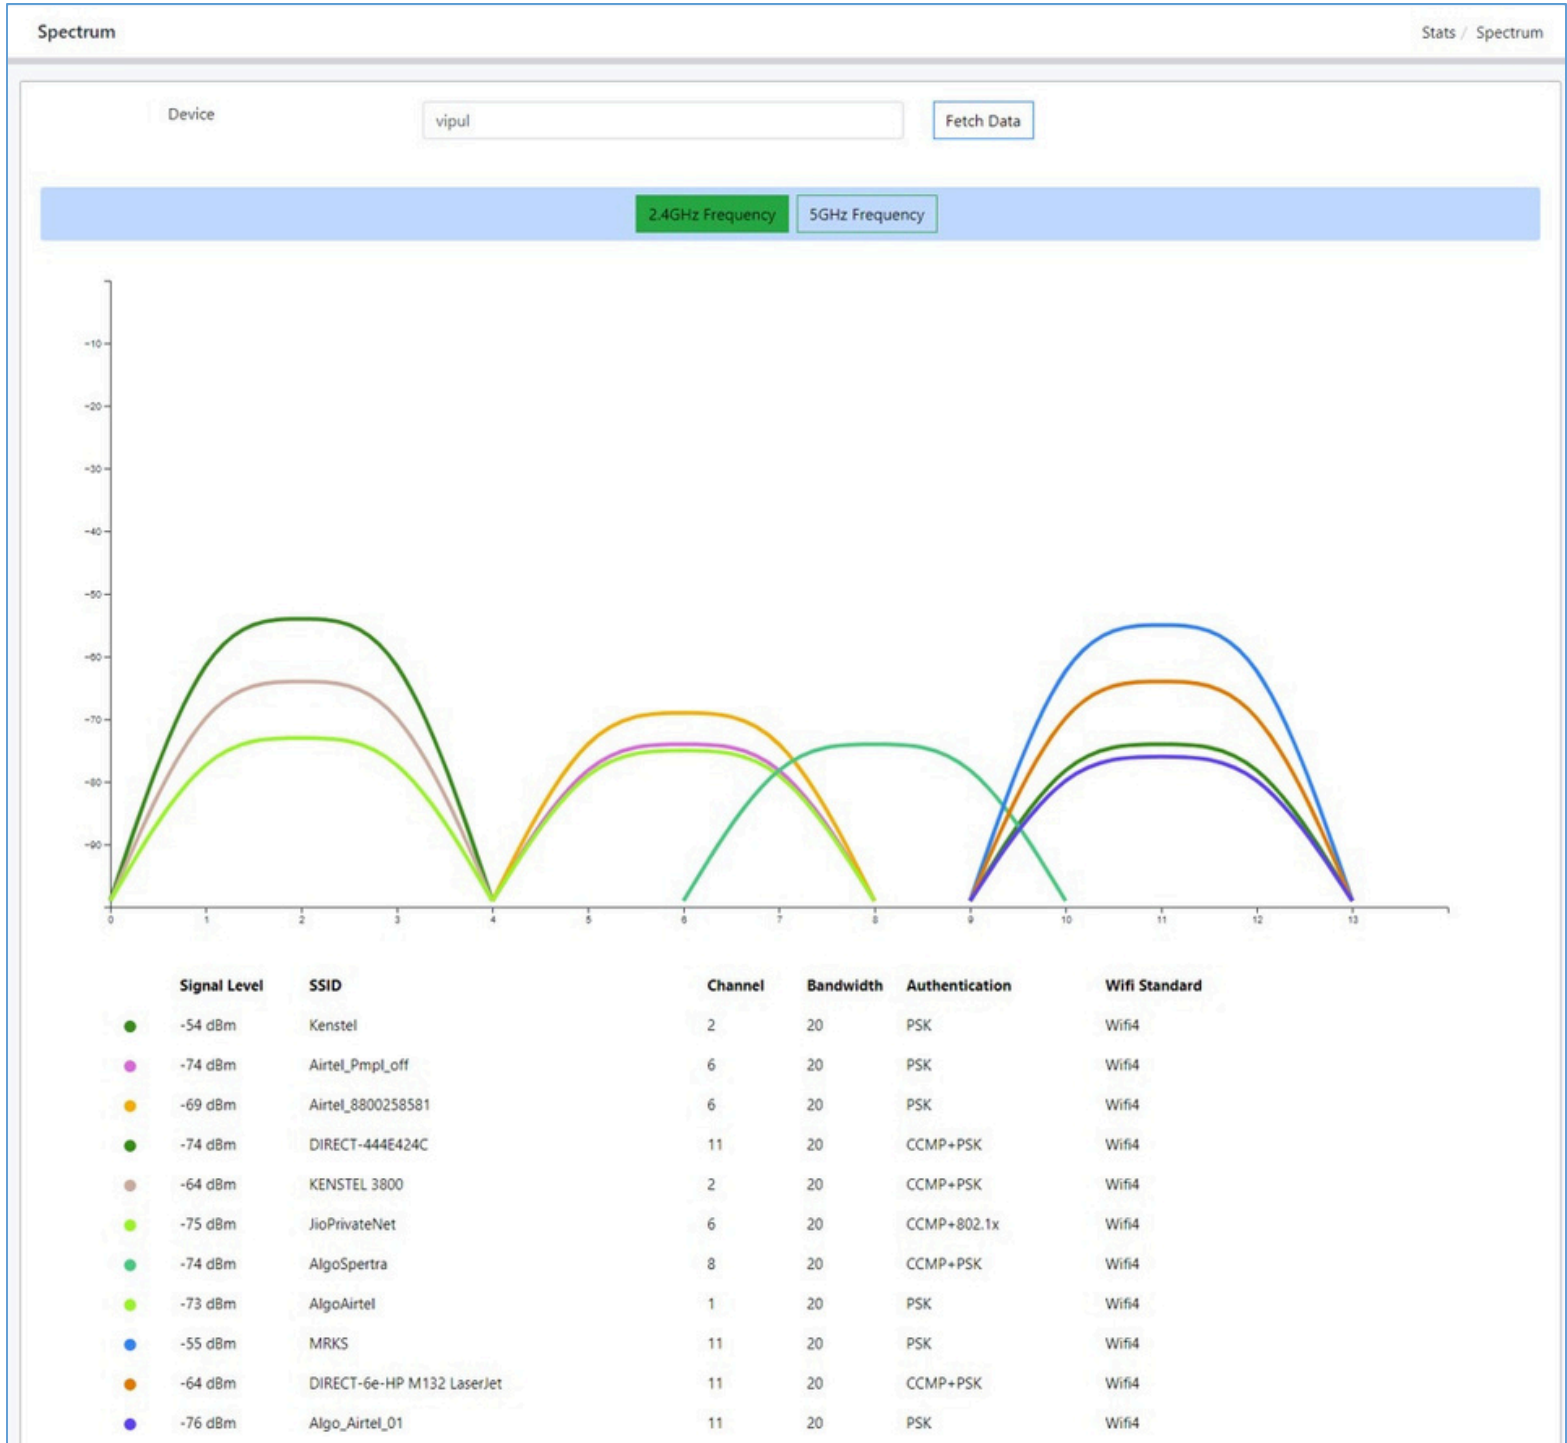 Spectrum
Stats / Spectrum
Device
vipul
Fetch Data
2.4GHz Frequency
5GHz Frequency
-10
-20
-30
-40
-50
-60
-70
-80
-90
0 1 2 3 4 5 6 7 8 9 10 11 12 13
Signal Level SSID Channel Bandwidth Authentication Wifi Standard
-54 dBm Kenstel 2 20 PSK Wifi4
-74 dBm Airtel_Pmpl_off 6 20 PSK Wifi4
-69 dBm Airtel_8800258581 6 20 PSK Wifi4
-74 dBm DIRECT-444E424C 11 20 CCMP+PSK Wifi4
-64 dBm KENSTEL 3800 2 20 CCMP+PSK Wifi4
-75 dBm JioPrivateNet 6 20 CCMP+802.1x Wifi4
-74 dBm AlgoSpertra 8 20 CCMP+PSK Wifi4
-73 dBm AlgoAirtel 1 20 PSK Wifi4
-55 dBm MRKS 11 20 PSK Wifi4
-64 dBm DIRECT-6e-HP M132 LaserJet 11 20 CCMP+PSK Wifi4
-76 dBm Algo_Airtel_01 11 20 PSK Wifi4